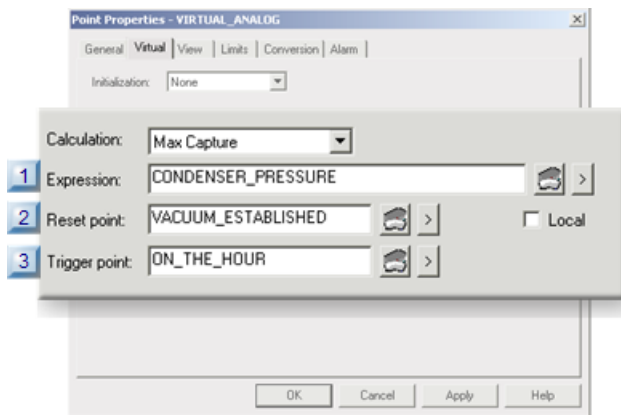 Point Properties - VIRTUAL_ANALOG
General Virtual View Limits Conversion Alarm
Initialization: None
Calculation: Max Capture
1 Expression: CONDENSER_PRESSURE >
2 Reset point: VACUUM_ESTABLISHED > Local
3 Trigger point: ON_THE_HOUR >
OK Cancel Apply Help